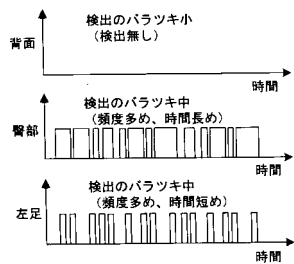 検出のバラツキ小
（検出無し）
背面
時間
検出のバラツキ中
（頻度多め、時間長め）
臀部
時間
検出のバラツキ中
（頻度多め、時間短め）
左足
時間